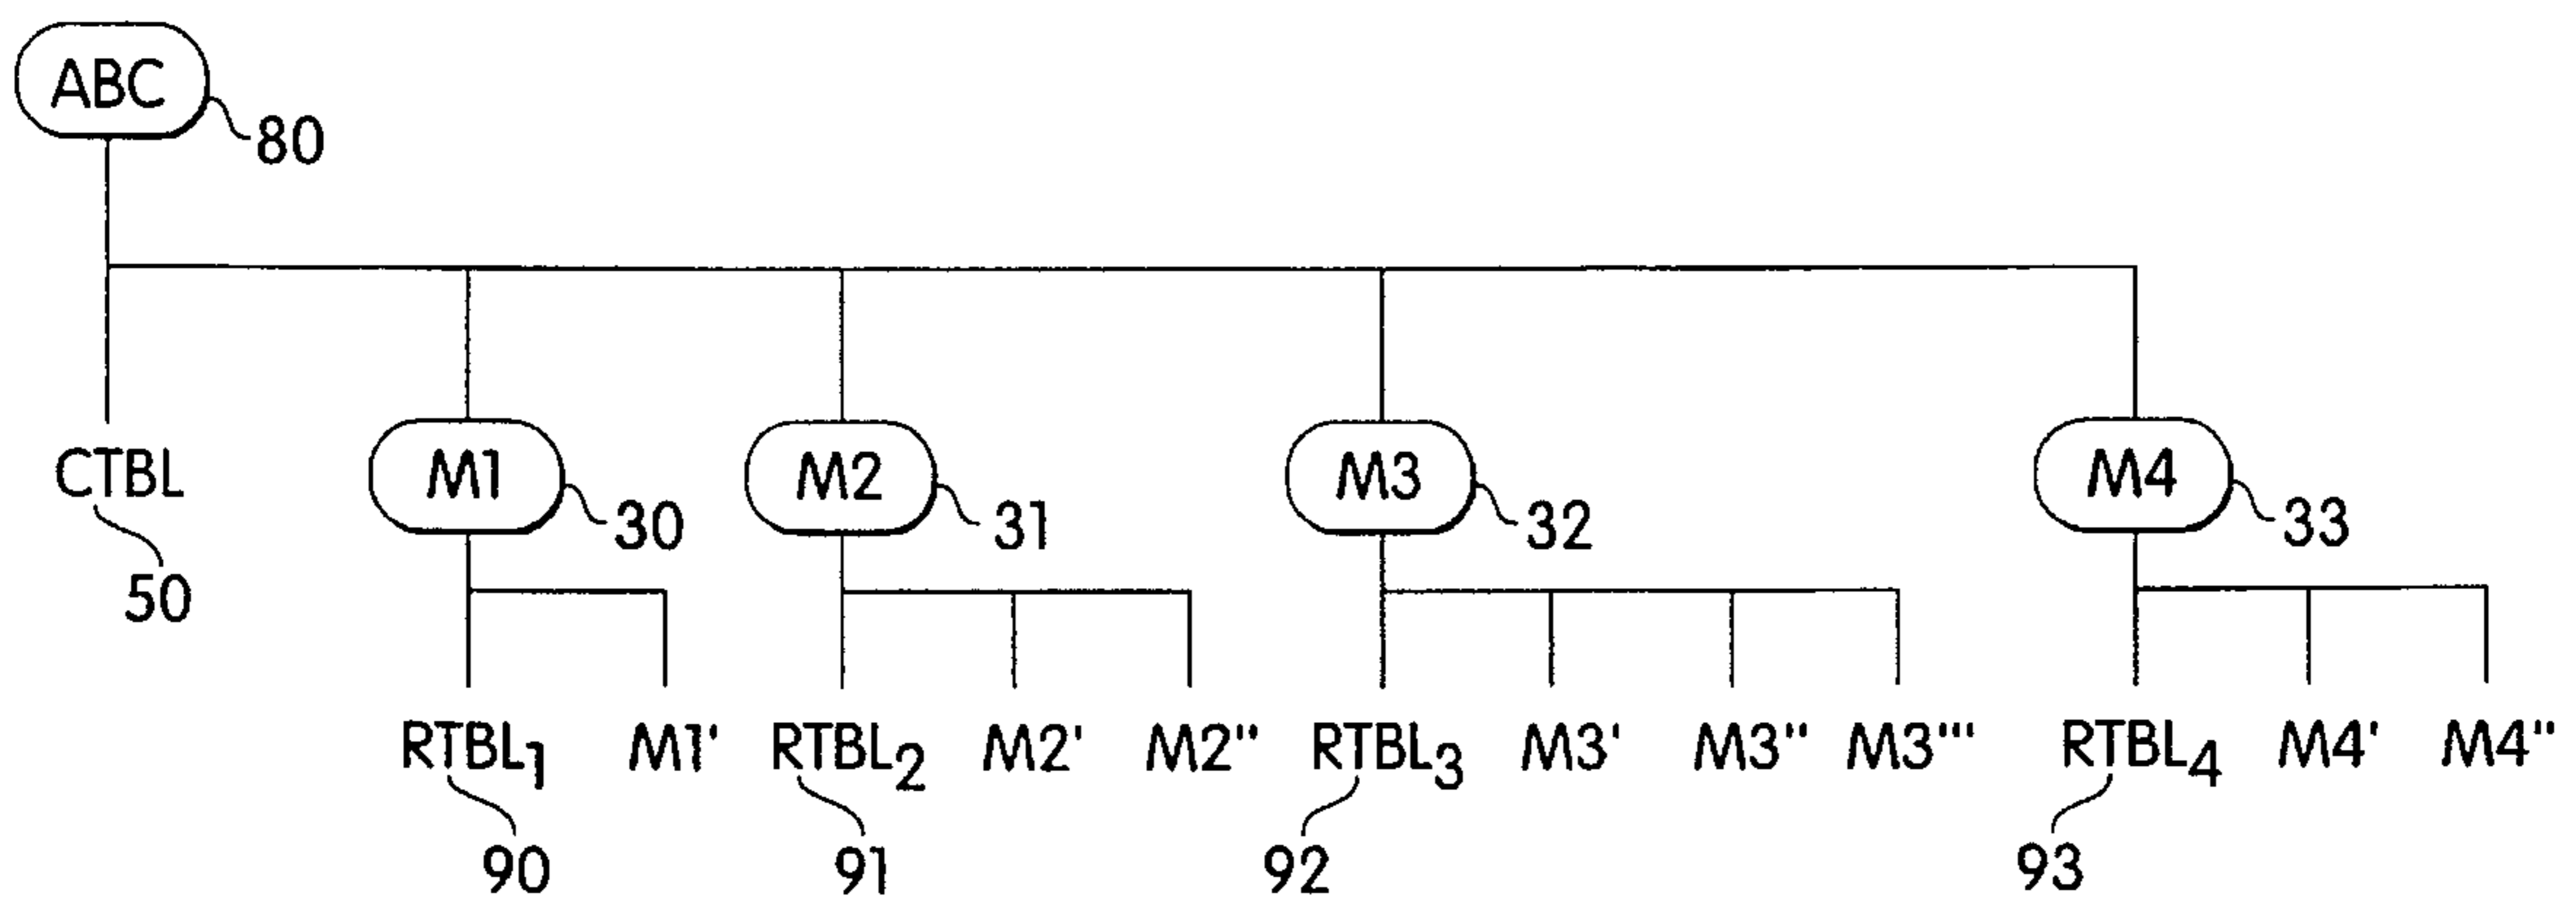 ABC
80
CTBL M1 M2 M3 M4
50 30 31 32 33
RTBL1 M1' RTBL2 M2' M2" RTBL3 M3' M3" M3''' RTBL4 M4' M4"
90 91 92 93